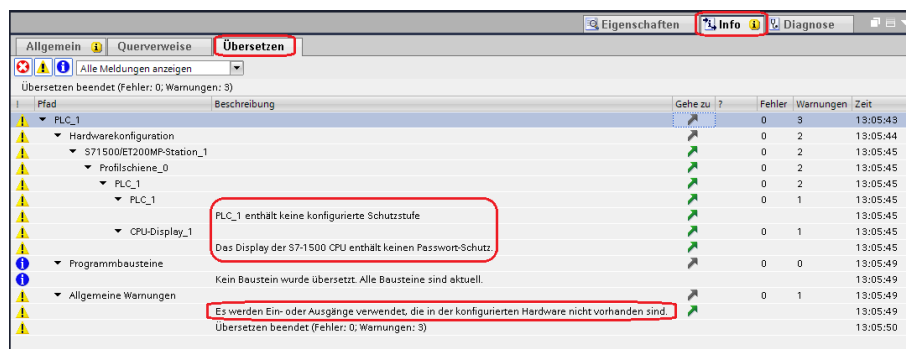 Eigenschaften Info Diagnose
Allgemein Querverweise Übersetzen
Alle Meldungen anzeigen
Übersetzen beendet (Fehler: 0; Warnungen: 3)
! Pfad Beschreibung Gehe zu ? Fehler Warnungen Zeit
PLC_1 0 3 13:05:43
Hardwarekonfiguration 0 2 13:05:44
S71500/ET200MP-Station_1 0 2 13:05:45
Profilschiene_0 0 2 13:05:45
PLC_1 0 2 13:05:45
PLC_1 0 1 13:05:45
PLC_1 enthält keine konfigurierte Schutzstufe 13:05:45
CPU-Display_1 0 1 13:05:45
Das Display der S7-1500 CPU enthält keinen Passwort-Schutz. 13:05:45
Programmbausteine 0 0 13:05:49
Kein Baustein wurde übersetzt. Alle Bausteine sind aktuell. 13:05:49
Allgemeine Warnungen 0 1 13:05:49
Es werden Ein- oder Ausgänge verwendet, die in der konfigurierten Hardware nicht vorhanden sind. 13:05:49
Übersetzen beendet (Fehler: 0; Warnungen: 3) 13:05:50